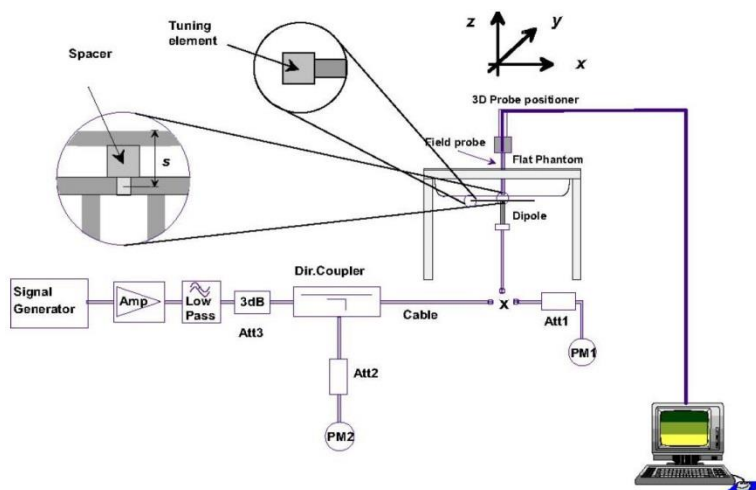 Tuning
element
Spacer
s
z
y
x
3D Probe positioner
Field probe
Flat Phantom
Dipole
Dir.Coupler
Signal
Generator
Amp
Low
Pass
3dB
Att3
Cable
x
Att1
PM1
Att2
PM2